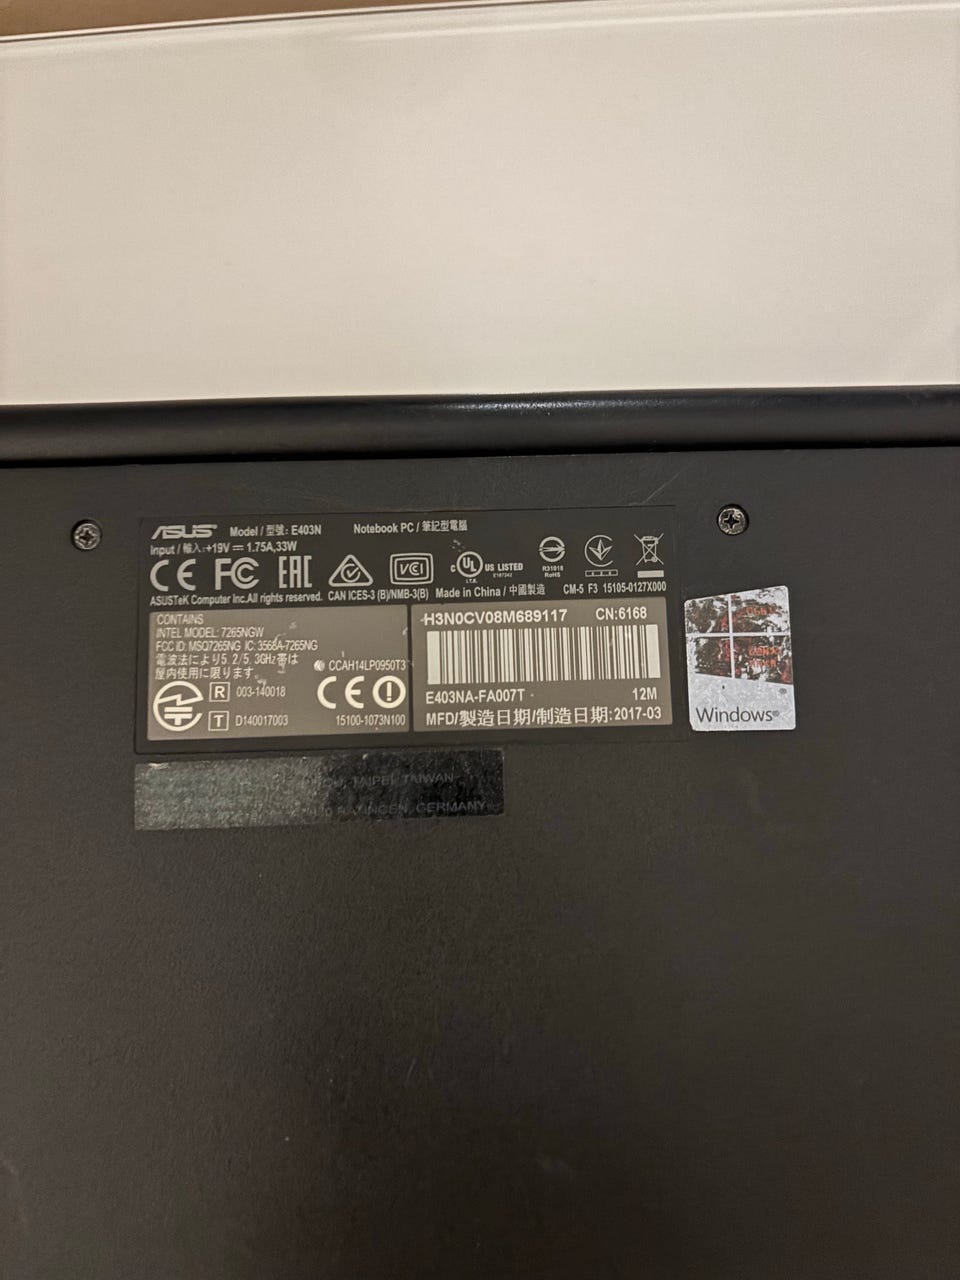 ASUS Model / 型號: E403N Notebook PC / 筆記型電腦
Input / 輸入:+19V ⎓ 1.75A,33W
CE FC EAC VCI C UL US LISTED
I.T.E. E187242
R31018
RoHS
ASUSTeK Computer Inc.All rights reserved. CAN ICES-3 (B)/NMB-3(B) Made in China / 中國製造 CM-5 F3 15105-0127X000
CONTAINS
INTEL MODEL: 7265NGW
FCC ID: MSQ7265NG IC: 3568A-7265NG
電波法により5.2/5.3GHz帯は
屋内使用に限ります。
CCAH14LP0950T3
R 003-140018
T D140017003
CE
15100-1073N100
H3N0CV08M689117 CN:6168
E403NA-FA007T 12M
MFD/製造日期/制造日期:2017-03
Windows®
TAIPEI, TAIWAN
RATINGEN, GERMANY